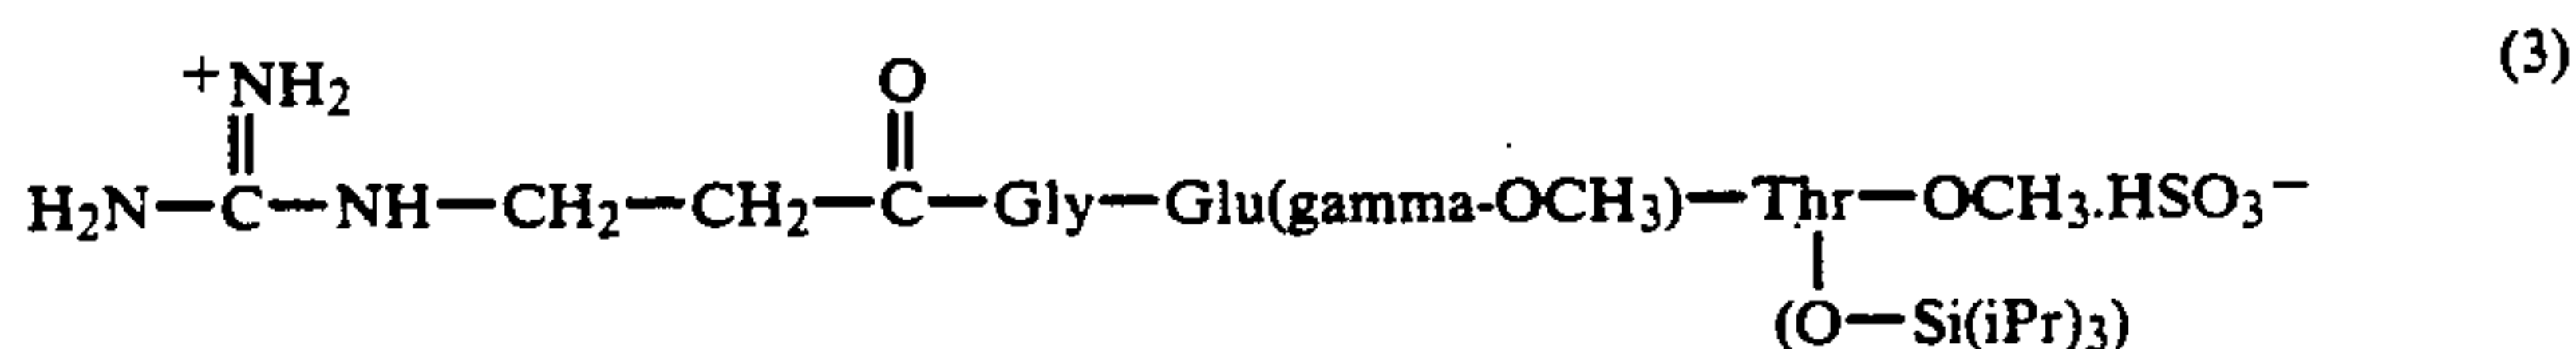 (3)
+NH2 O
H2N—C—NH—CH2—CH2—C—Gly—Glu(gamma-OCH3)—Thr—OCH3.HSO3−
(O—Si(iPr)3)